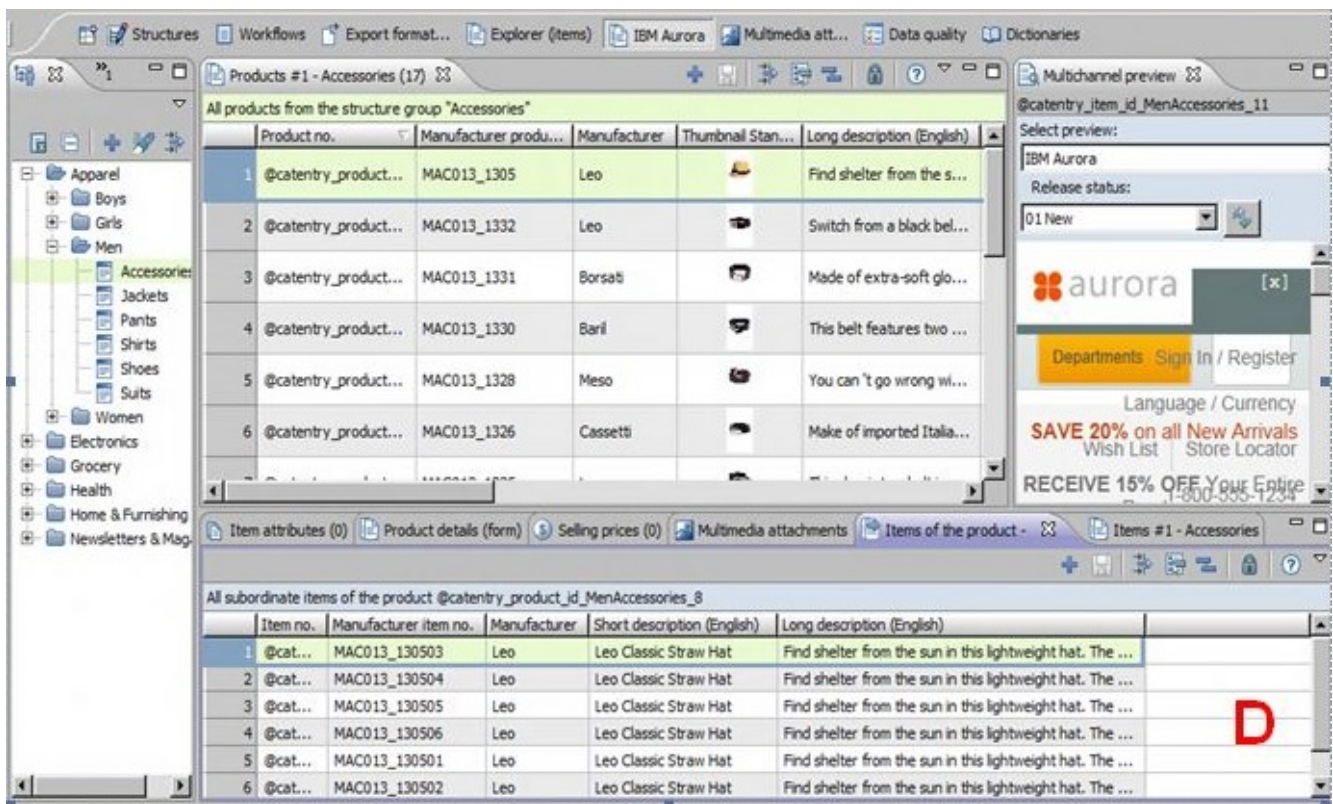 Structures Workflows Export format... Explorer (items) IBM Aurora Multimedia att... Data quality Dictionaries
Products #1 - Accessories (17)
All products from the structure group "Accessories"
Product no. Manufacturer produ... Manufacturer Thumbnail Stan... Long description (English)
1 @catentry_product... MAC013_1305 Leo Find shelter from the s...
2 @catentry_product... MAC013_1332 Leo Switch from a black bel...
3 @catentry_product... MAC013_1331 Borsati Made of extra-soft glo...
4 @catentry_product... MAC013_1330 Baril This belt features two ...
5 @catentry_product... MAC013_1328 Meso You can 't go wrong wi...
6 @catentry_product... MAC013_1326 Cassetti Make of imported Italia...
Apparel
Boys
Girls
Men
Accessories
Jackets
Pants
Shirts
Shoes
Suits
Women
Electronics
Grocery
Health
Home & Furnishing
Newsletters & Mag
Multichannel preview
@catentry_item_id_MenAccessories_11
Select preview:
IBM Aurora
Release status:
01 New
aurora [x]
Departments Sign In / Register
Language / Currency
SAVE 20% on all New Arrivals
Wish List Store Locator
RECEIVE 15% OFF Your Entire
1-800-555-1234
Item attributes (0) Product details (form) Selling prices (0) Multimedia attachments Items of the product - Items #1 - Accessories
All subordinate items of the product @catentry_product_id_MenAccessories_8
Item no. Manufacturer item no. Manufacturer Short description (English) Long description (English)
1 @cat... MAC013_130503 Leo Leo Classic Straw Hat Find shelter from the sun in this lightweight hat. The ...
2 @cat... MAC013_130504 Leo Leo Classic Straw Hat Find shelter from the sun in this lightweight hat. The ...
3 @cat... MAC013_130505 Leo Leo Classic Straw Hat Find shelter from the sun in this lightweight hat. The ...
4 @cat... MAC013_130506 Leo Leo Classic Straw Hat Find shelter from the sun in this lightweight hat. The ...
5 @cat... MAC013_130501 Leo Leo Classic Straw Hat Find shelter from the sun in this lightweight hat. The ...
6 @cat... MAC013_130502 Leo Leo Classic Straw Hat Find shelter from the sun in this lightweight hat. The ...
D